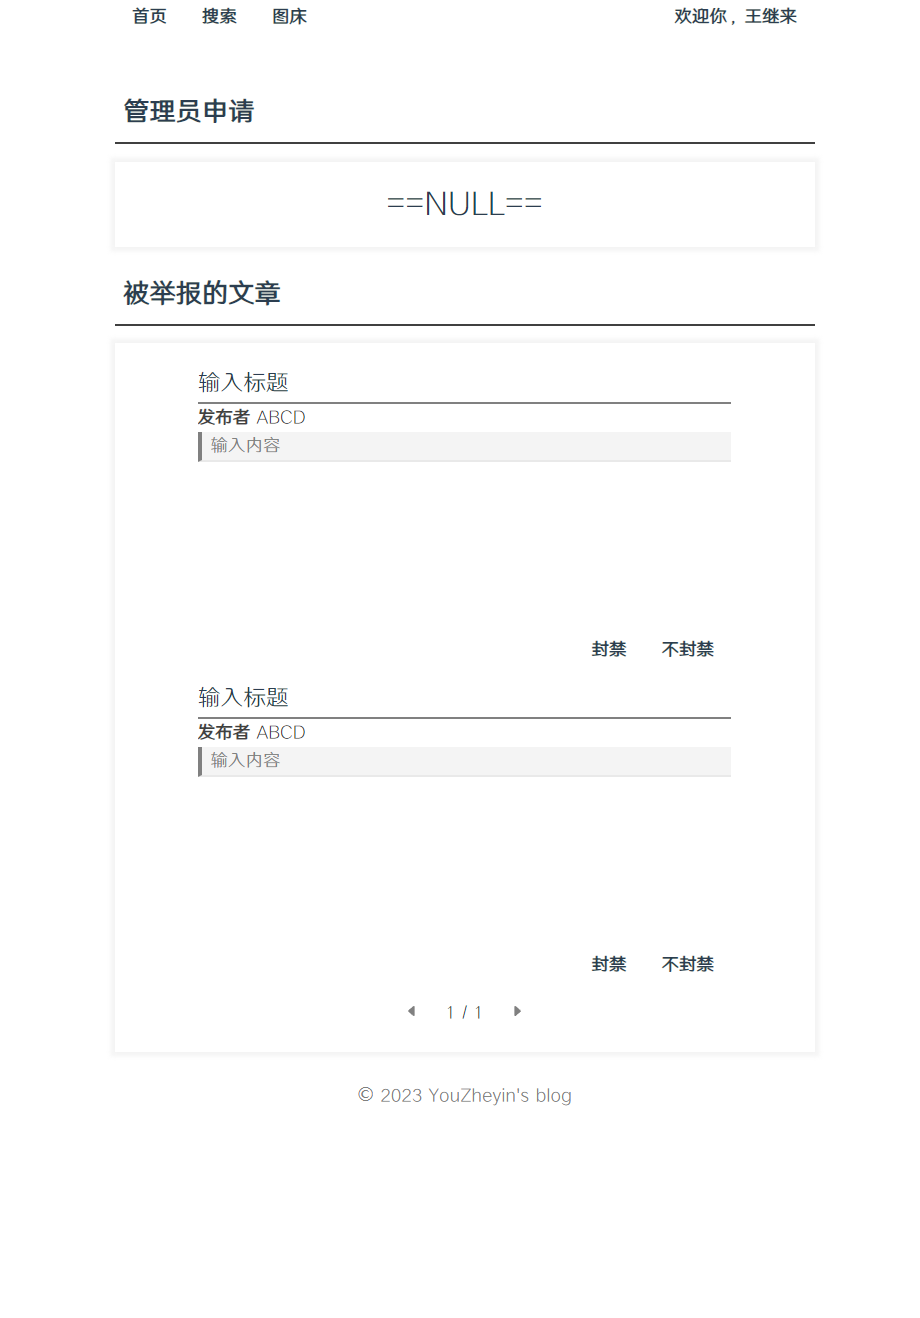 首页 搜索 图床 欢迎你，王继来
管理员申请
==NULL==
被举报的文章
输入标题
发布者 ABCD
输入内容
封禁 不封禁
输入标题
发布者 ABCD
输入内容
封禁 不封禁
1 / 1
© 2023 YouZheyin's blog